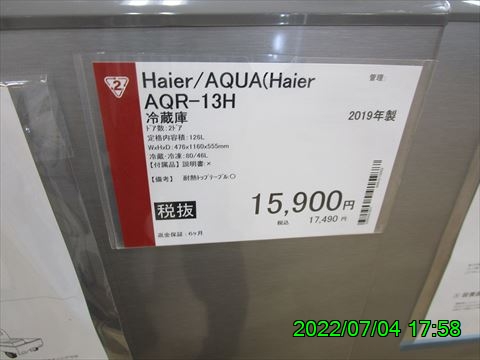 2
Haier/AQUA(Haier
管理:
AQR-13H
冷蔵庫
2019年製
ドア数:2ドア
定格内容積:126L
WxHxD:476x1160x555mm
冷蔵・冷凍:80/46L
【付属品】説明書:×
【備考】 耐熱トップテーブル:○
税抜
15,900円
税込 17,490円
返金保証:6ヶ月
2022/07/04 17:58